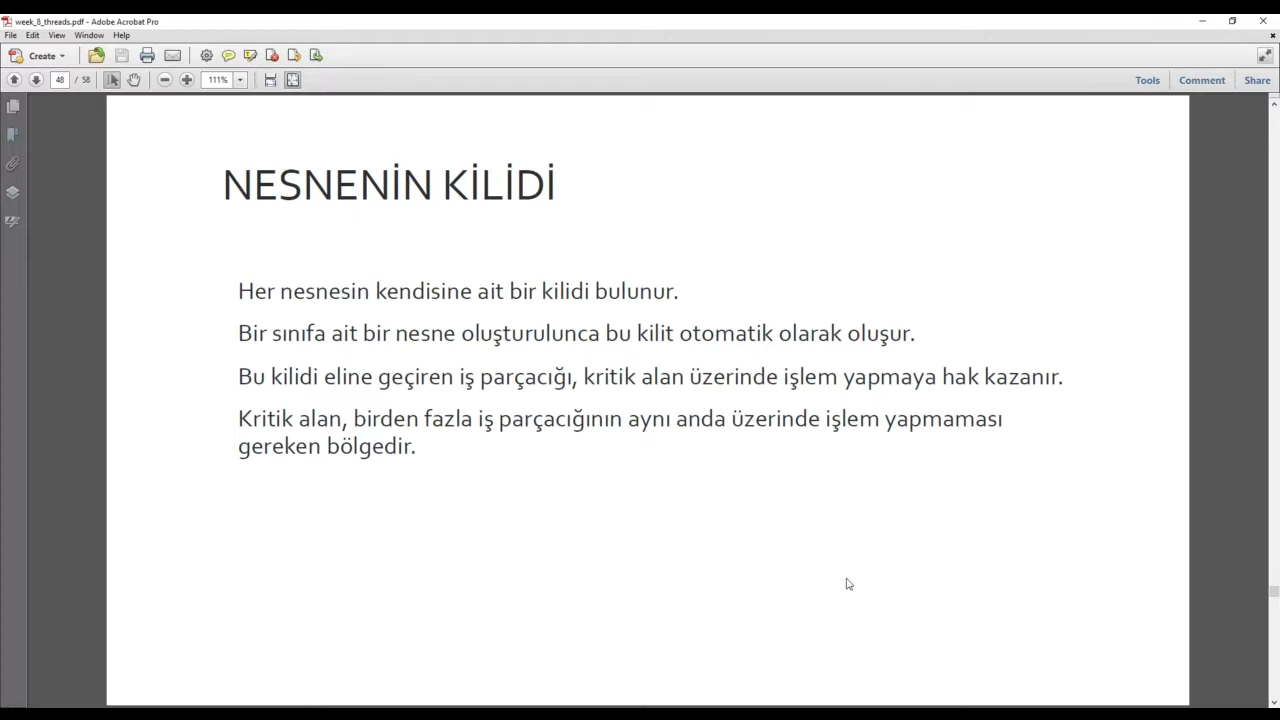 week_8_threads.pdf - Adobe Acrobat Pro
File Edit View Window Help
Create
48 / 58 111% Tools Comment Share
NESNENİN KİLİDİ
Her nesnesin kendisine ait bir kilidi bulunur.
Bir sınıfa ait bir nesne oluşturulunca bu kilit otomatik olarak oluşur.
Bu kilidi eline geçiren iş parçacığı, kritik alan üzerinde işlem yapmaya hak kazanır.
Kritik alan, birden fazla iş parçacığının aynı anda üzerinde işlem yapmaması
gereken bölgedir.